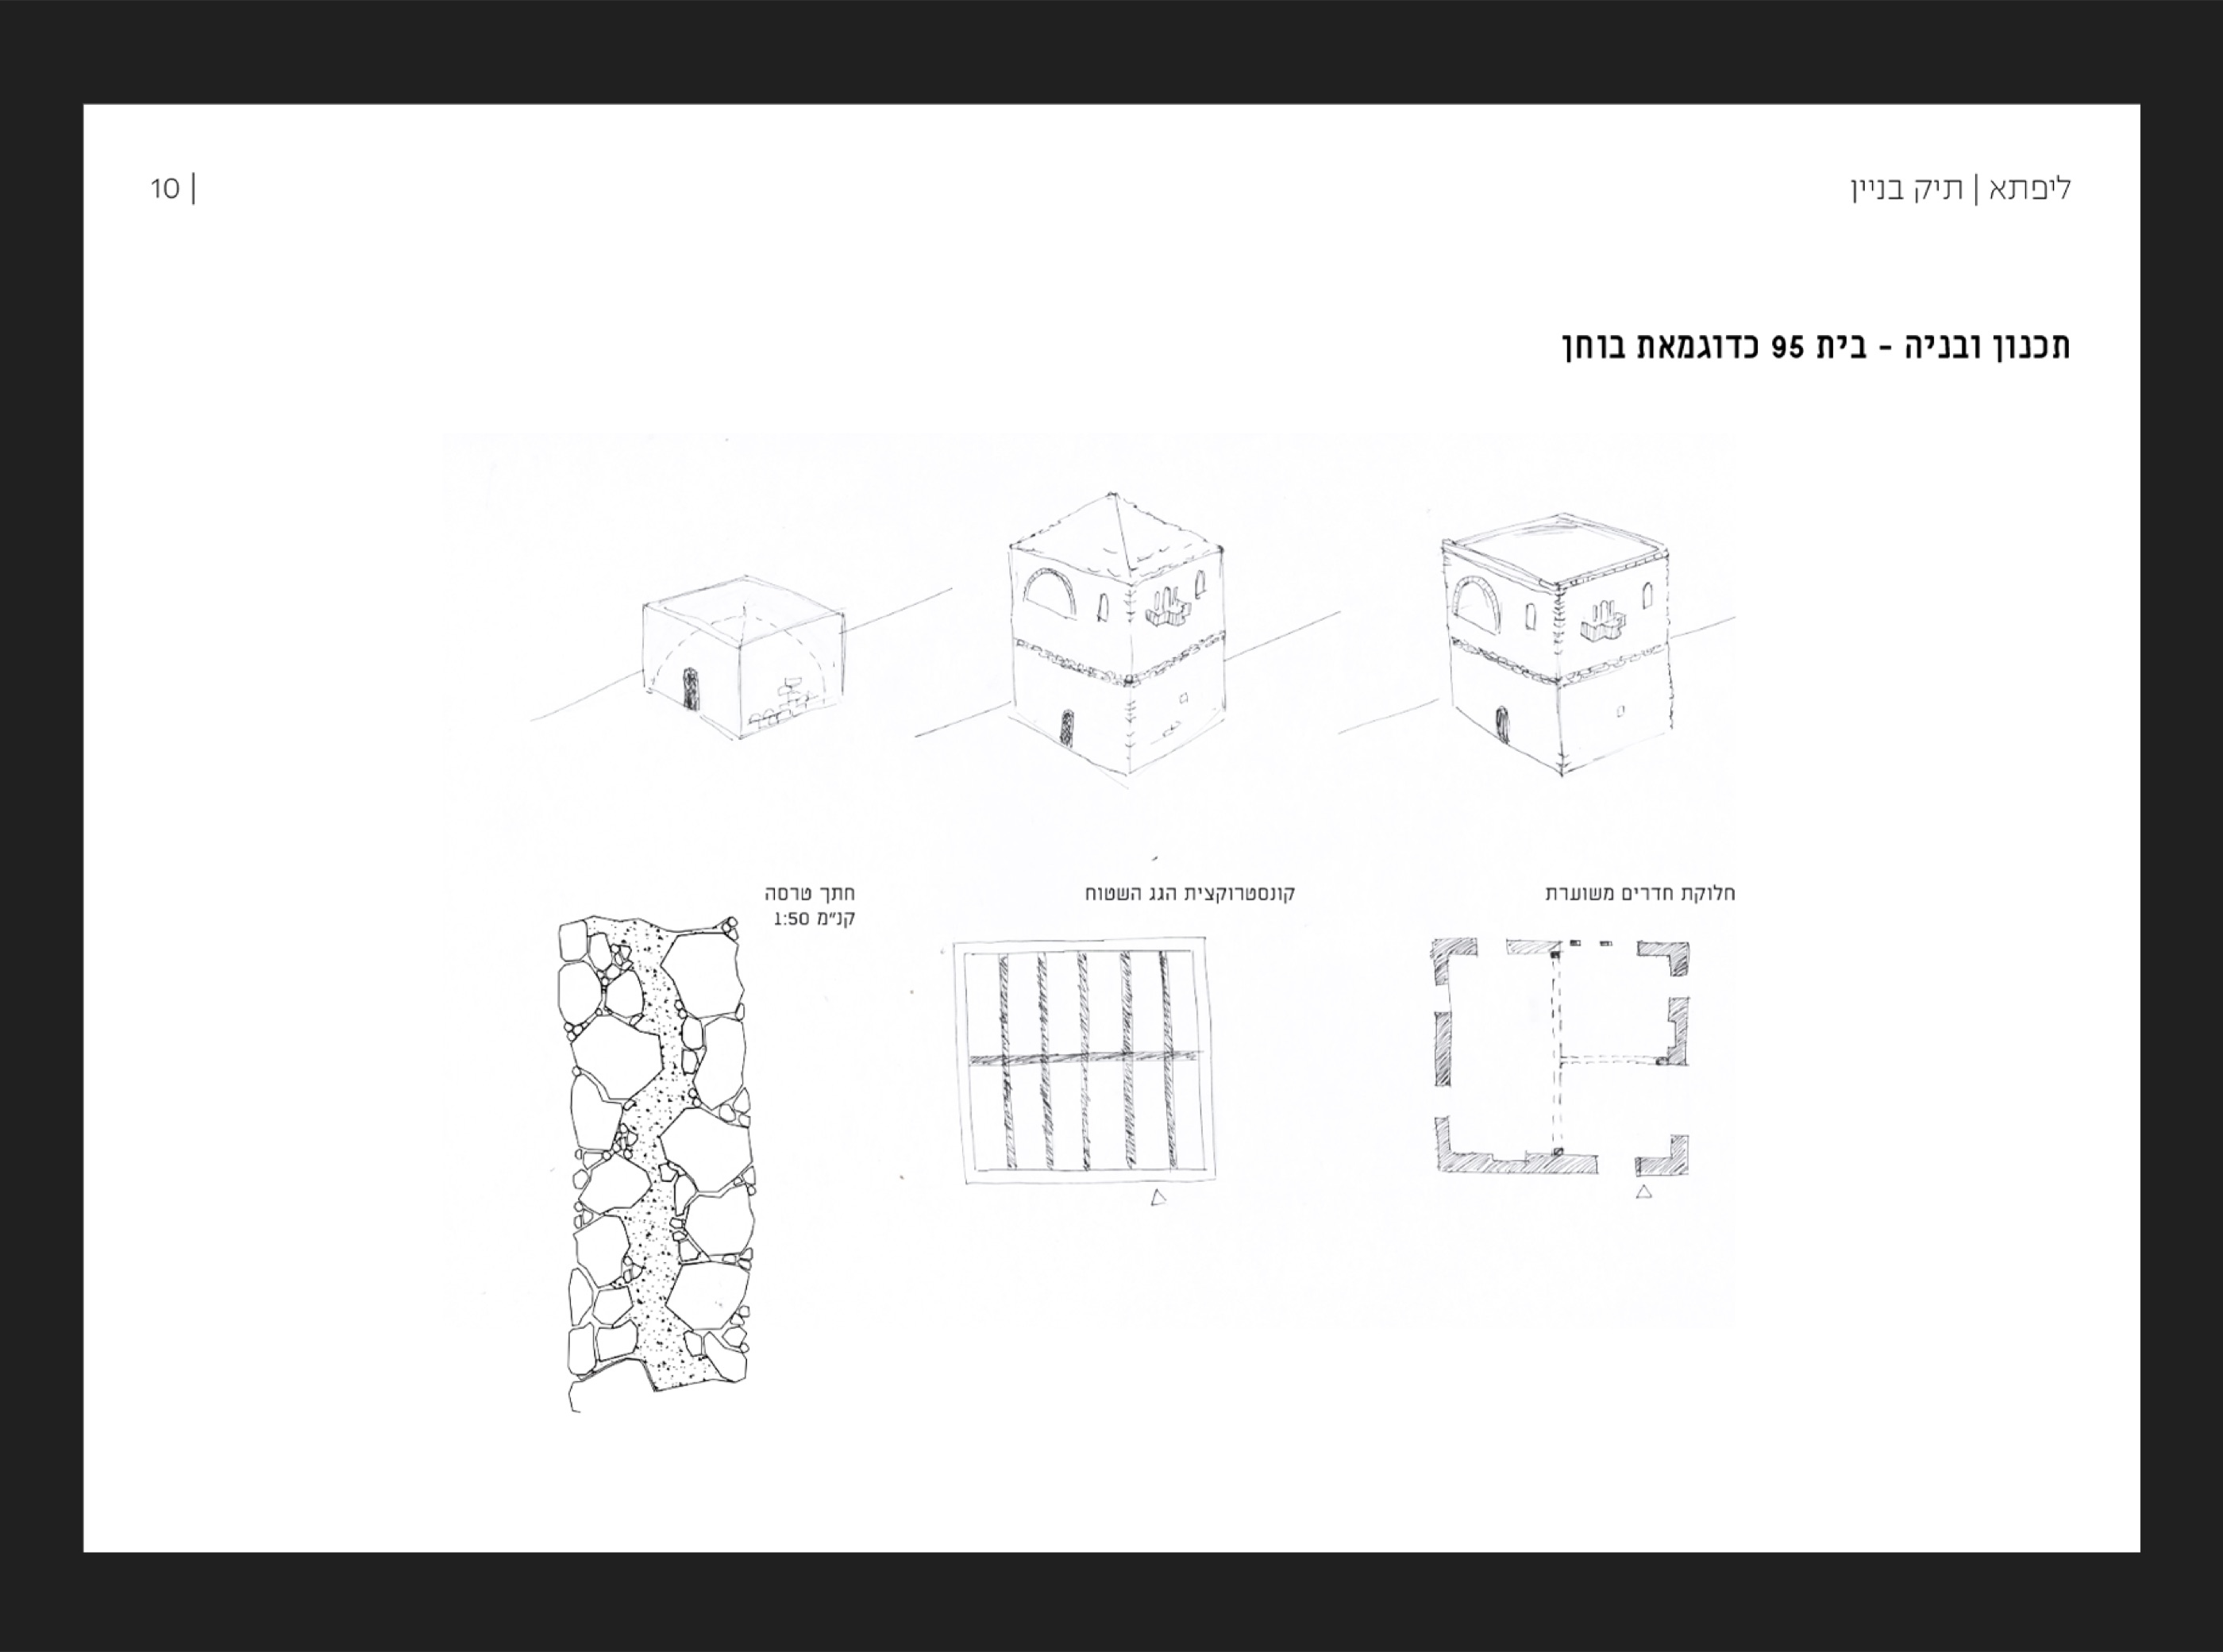 ליפתא | תיק בניין
10 |
תכנון ובניה - בית 95 כדוגמאת בוחן
חלוקת חדרים משוערת
קונסטרוקצית הגג השטוח
חתך טרסה
קנ"מ 1:50